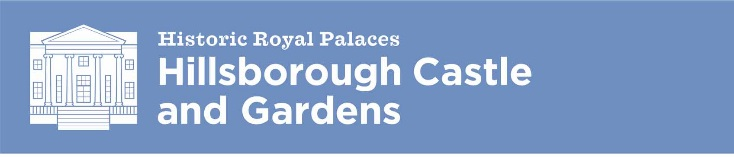 Historic Royal Palaces
Hillsborough Castle
and Gardens